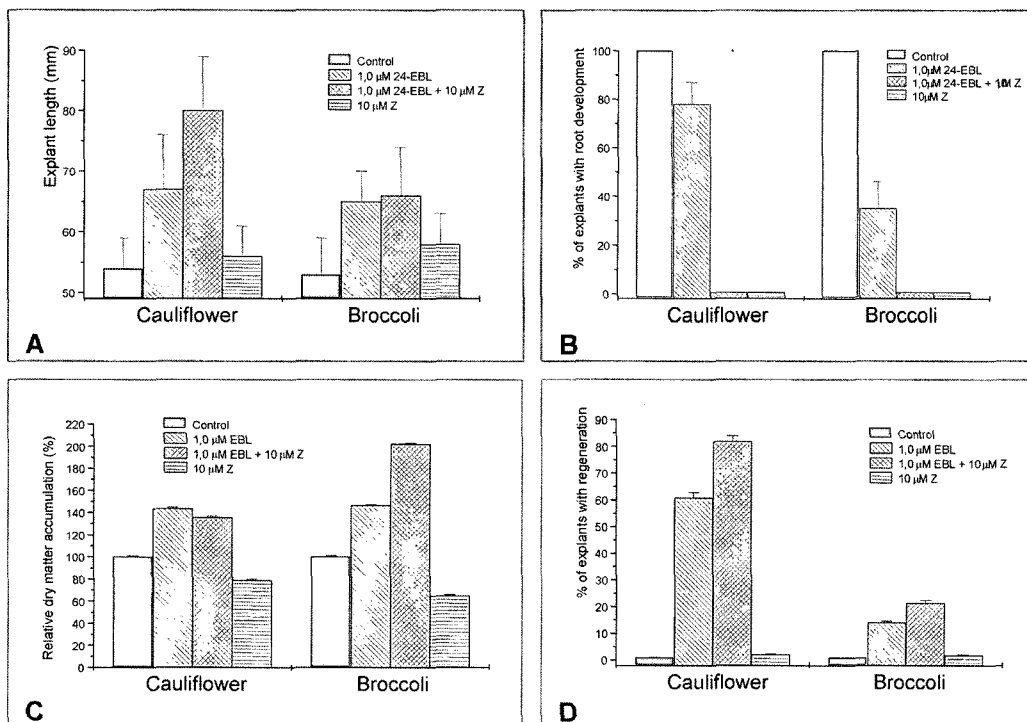 Explant length (mm)
90
80
70
60
50
Control
1,0 µM 24-EBL
1,0 µM 24-EBL + 10 µM Z
10 µM Z
Cauliflower
Broccoli
A
% of explants with root development
100
80
60
40
20
0
Control
1,0µM 24-EBL
1,0µM 24-EBL +
10µM Z
Cauliflower
Broccoli
B
Relative dry matter accumulation (%)
220
200
180
160
140
120
100
80
60
40
20
0
Control
1,0 µM EBL
1,0 µM EBL + 10 µM Z
10 µM Z
Cauliflower
Broccoli
C
% of explants with regeneration
90
80
70
60
50
40
30
20
10
0
Control
1,0 µM EBL
1,0 µM EBL + 10 µM Z
10 µM Z
Cauliflower
Broccoli
D